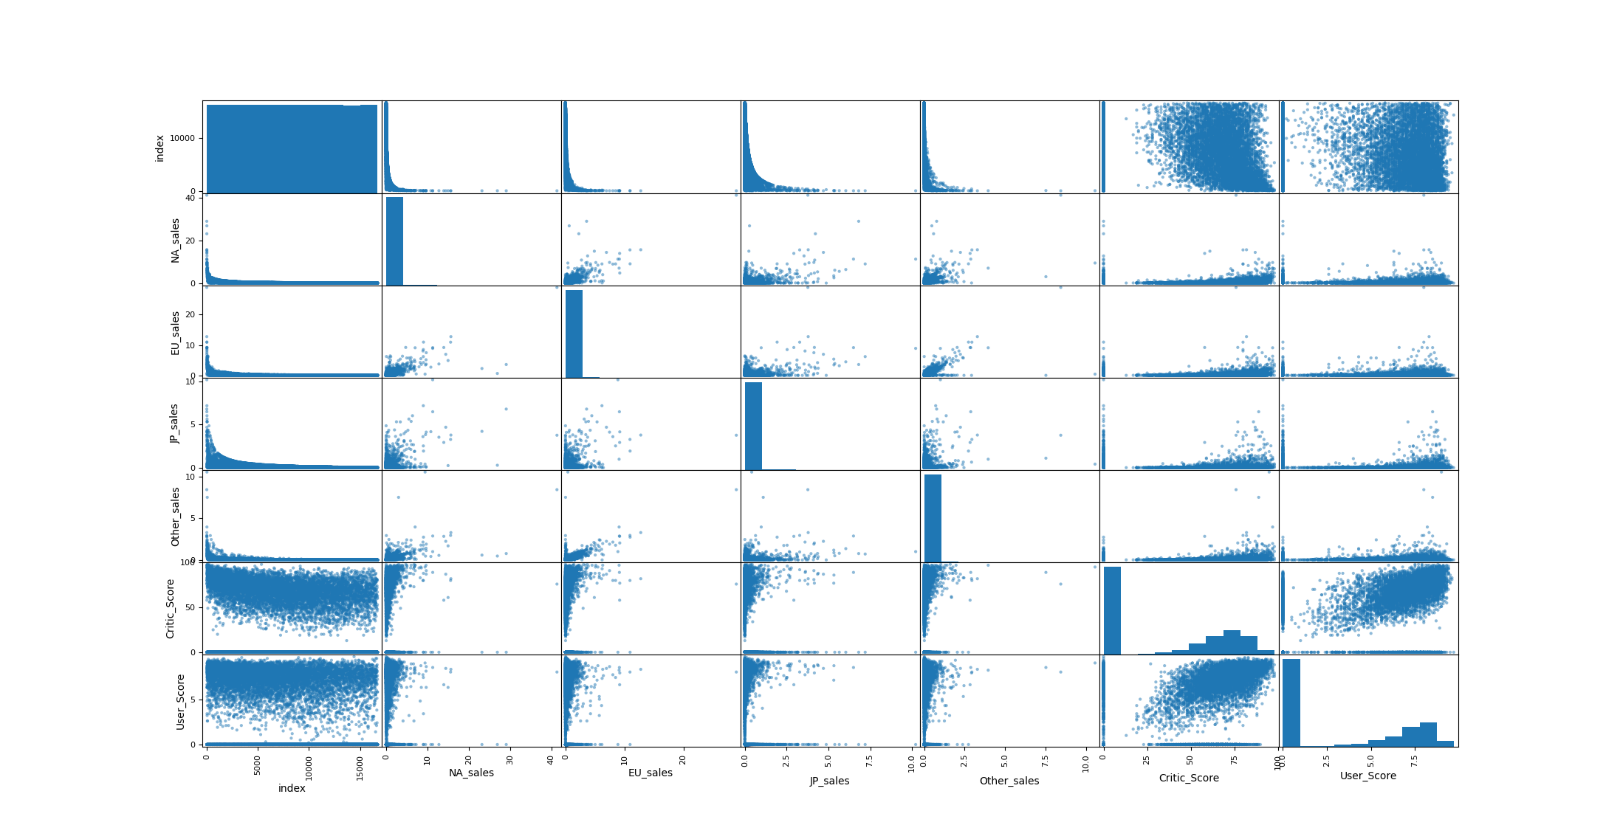 index
10000
0
NA_sales
40
20
0
EU_sales
20
10
0
JP_sales
10
5
0
Other_sales
10
5
0
Critic_Score
100
50
0
User_Score
5
0
0 5000 10000 15000
index
0 10 20 30 40
NA_sales
0 10 20
EU_sales
0.0 2.5 5.0 7.5 10.0
JP_sales
0.0 2.5 5.0 7.5 10.0
Other_sales
0 25 50 75 100
Critic_Score
0.0 2.5 5.0 7.5
User_Score